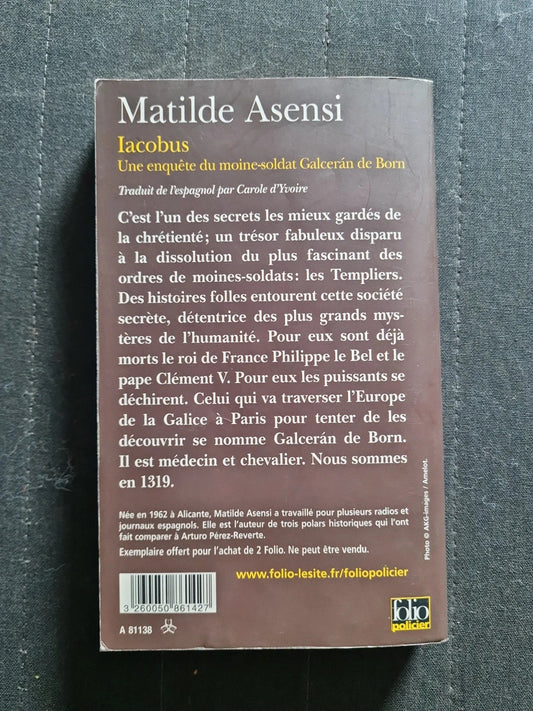 Matilde Asensi
Iacobus
Une enquête du moine-soldat Galcerán de Born
Traduit de l'espagnol par Carole d'Yvoire
C'est l'un des secrets les mieux gardés de
la chrétienté ; un trésor fabuleux disparu
à la dissolution du plus fascinant des
ordres de moines-soldats : les Templiers.
Des histoires folles entourent cette société
secrète, détentrice des plus grands mys-
tères de l'humanité. Pour eux sont déjà
morts le roi de France Philippe le Bel et le
pape Clément V. Pour eux les puissants se
déchirent. Celui qui va traverser l'Europe
de la Galice à Paris pour tenter de les
découvrir se nomme Galcerán de Born.
Il est médecin et chevalier. Nous sommes
en 1319.
Née en 1962 à Alicante, Matilde Asensi a travaillé pour plusieurs radios et
journaux espagnols. Elle est l'auteur de trois polars historiques qui l'ont
fait comparer à Arturo Pérez-Reverte.
Exemplaire offert pour l'achat de 2 Folio. Ne peut être vendu.
Photo © AKG-images / Amelot.
www.folio-lesite.fr/foliopolicier
3 260050 861427
A 81138
folio
policier